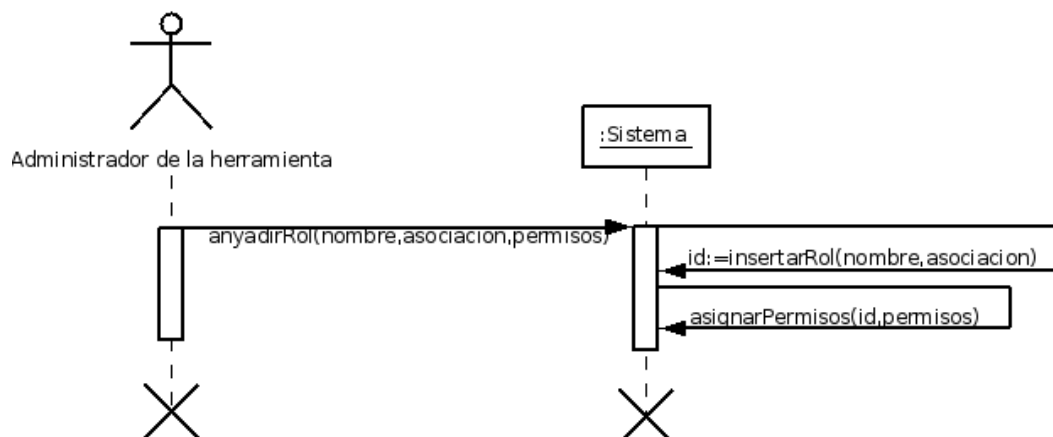 :Sistema
Administrador de la herramienta
anyadirRol(nombre,asociacion,permisos)
id:=insertarRol(nombre,asociacion)
asignarPermisos(id,permisos)